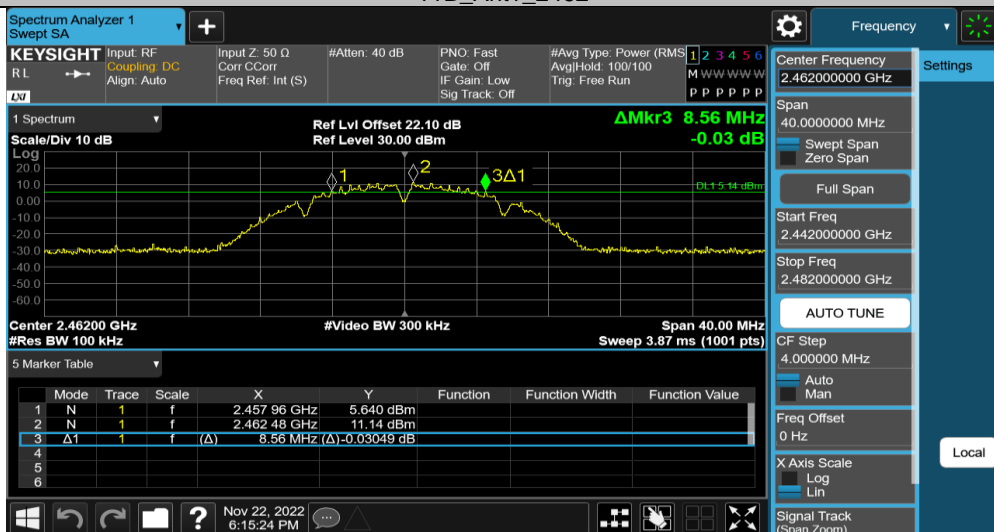 Spectrum Analyzer 1
Swept SA
Frequency
KEYSIGHT
RL
LXI
Input: RF
Coupling: DC
Align: Auto
Input Z: 50 Ω
Corr CCorr
Freq Ref: Int (S)
#Atten: 40 dB
PNO: Fast
Gate: Off
IF Gain: Low
Sig Track: Off
#Avg Type: Power (RMS
Avg|Hold: 100/100
Trig: Free Run
1 2 3 4 5 6
M W W W W W
P P P P P P
Center Frequency
2.462000000 GHz
Settings
1 Spectrum
Scale/Div 10 dB
Ref Lvl Offset 22.10 dB
Ref Level 30.00 dBm
ΔMkr3 8.56 MHz
-0.03 dB
Span
40.0000000 MHz
Swept Span
Zero Span
Log
20.0
10.0
0.00
-10.0
-20.0
-30.0
-40.0
-50.0
-60.0
1
2
3Δ1
DL1 5.14 dBm
Full Span
Start Freq
2.442000000 GHz
Stop Freq
2.482000000 GHz
AUTO TUNE
Center 2.46200 GHz
#Video BW 300 kHz
Span 40.00 MHz
#Res BW 100 kHz
Sweep 3.87 ms (1001 pts)
CF Step
4.000000 MHz
Auto
Man
5 Marker Table
Mode Trace Scale X Y Function Function Width Function Value
1 N 1 f 2.457 96 GHz 5.640 dBm
2 N 1 f 2.462 48 GHz 11.14 dBm
3 Δ1 1 f (Δ) 8.56 MHz (Δ) -0.03049 dB
4
5
6
Freq Offset
0 Hz
Local
X Axis Scale
Log
Lin
Signal Track
(Span Zoom)
?
Nov 22, 2022
6:15:24 PM